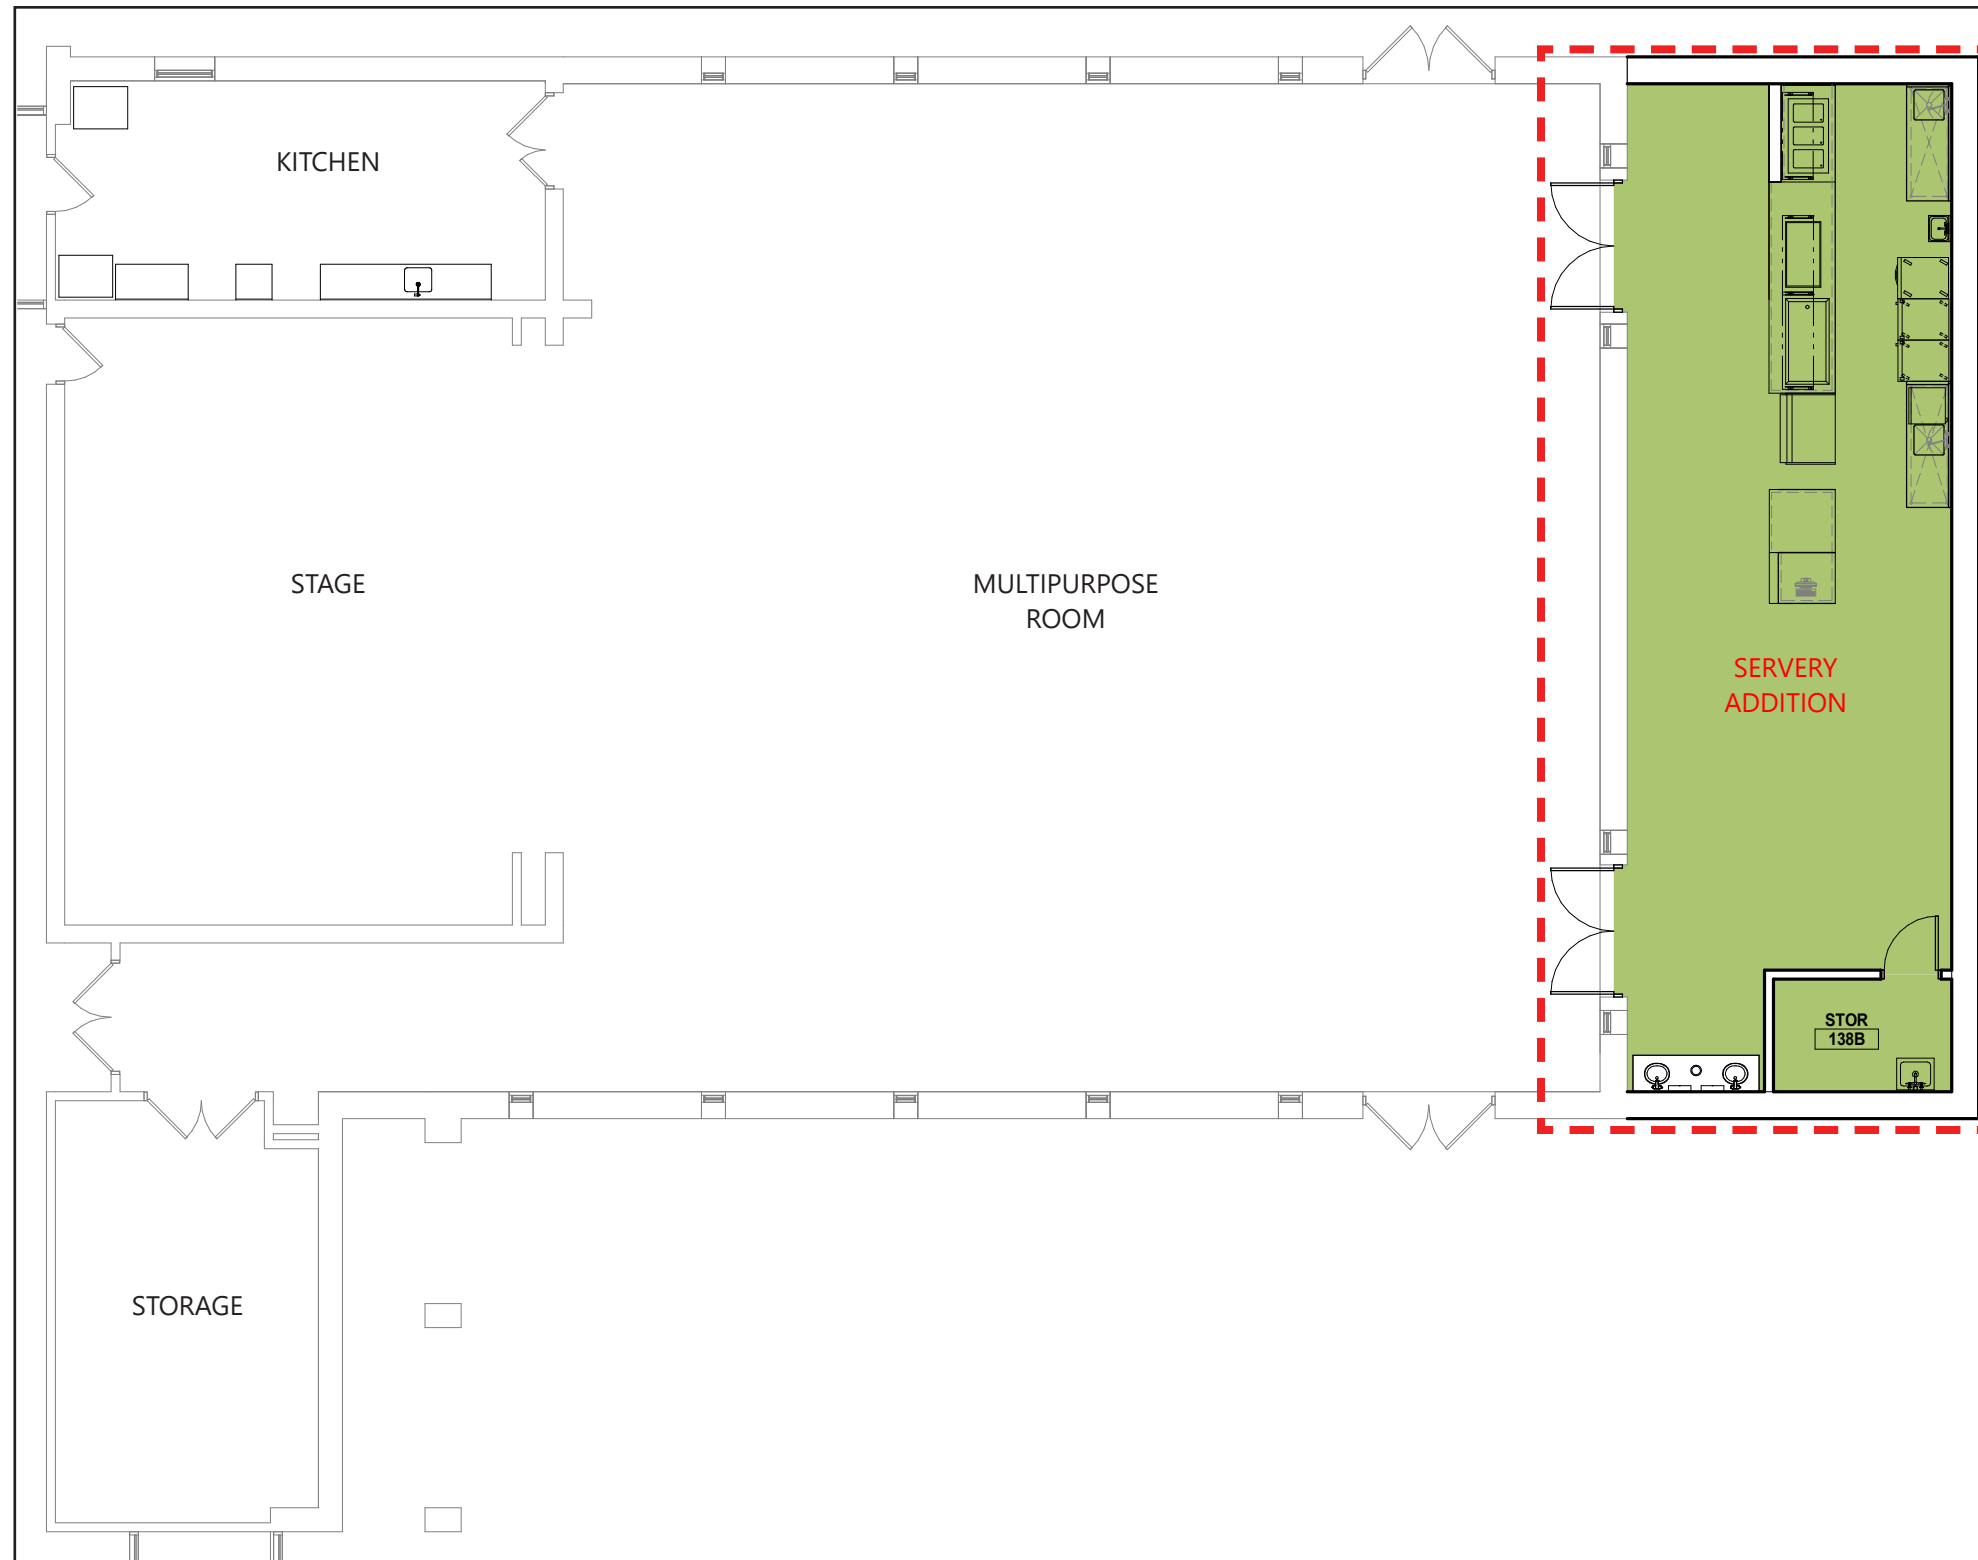 KITCHEN
STAGE
MULTIPURPOSE
ROOM
SERVERY
ADDITION
STOR
138B
STORAGE